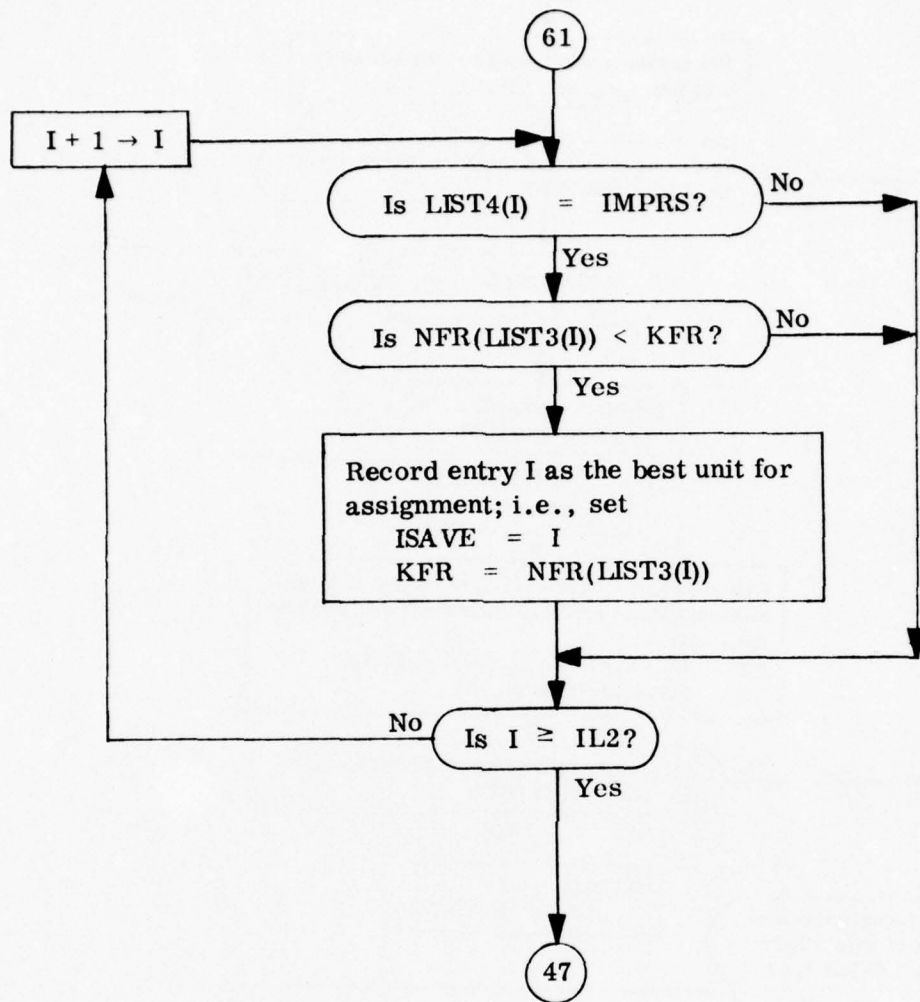 61
I + 1 → I
Is LIST4(I) = IMPRS?
No
Yes
Is NFR(LIST3(I)) < KFR?
No
Yes
Record entry I as the best unit for
assignment; i.e., set
ISAVE = I
KFR = NFR(LIST3(I))
No
Is I ≥ IL2?
Yes
47